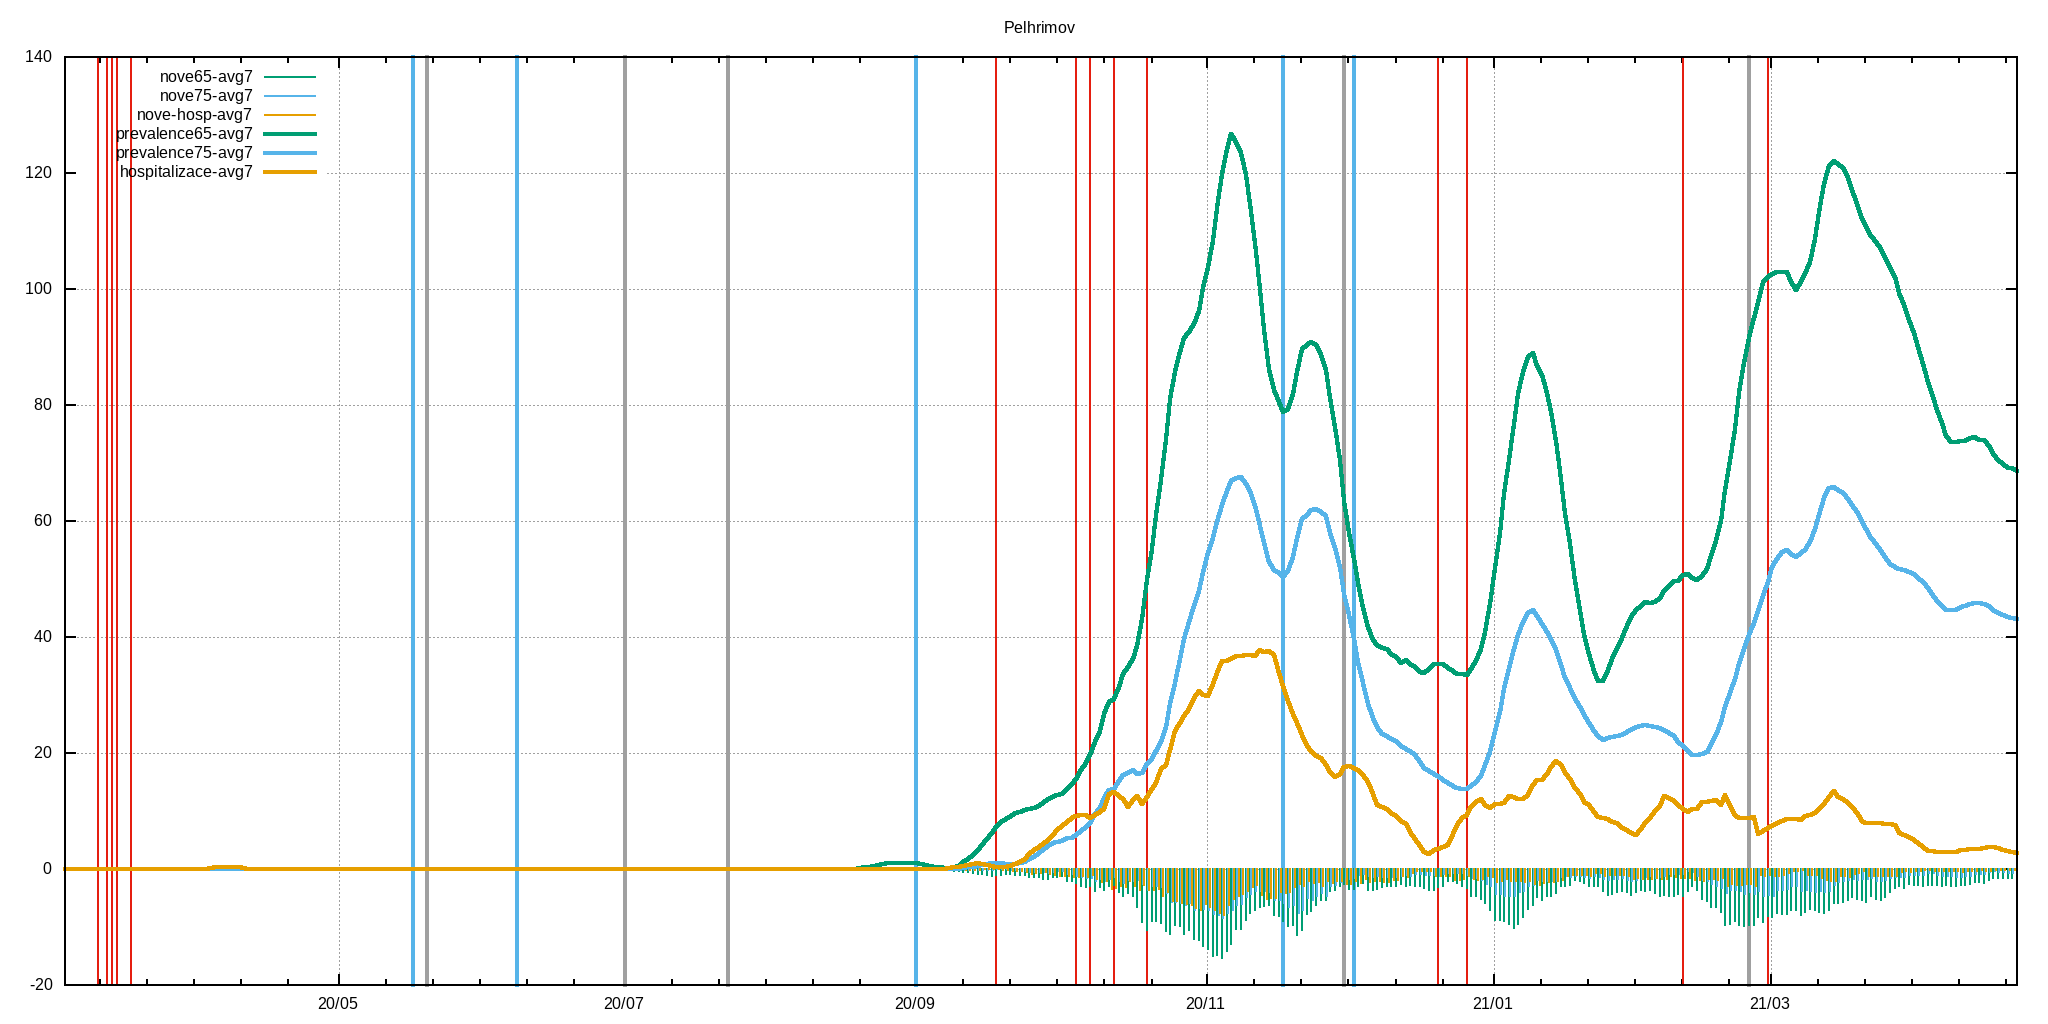 Pelhrimov
140
120
100
80
60
40
20
0
-20
nove65-avg7
nove75-avg7
nove-hosp-avg7
prevalence65-avg7
prevalence75-avg7
hospitalizace-avg7
20/05 20/07 20/09 20/11 21/01 21/03